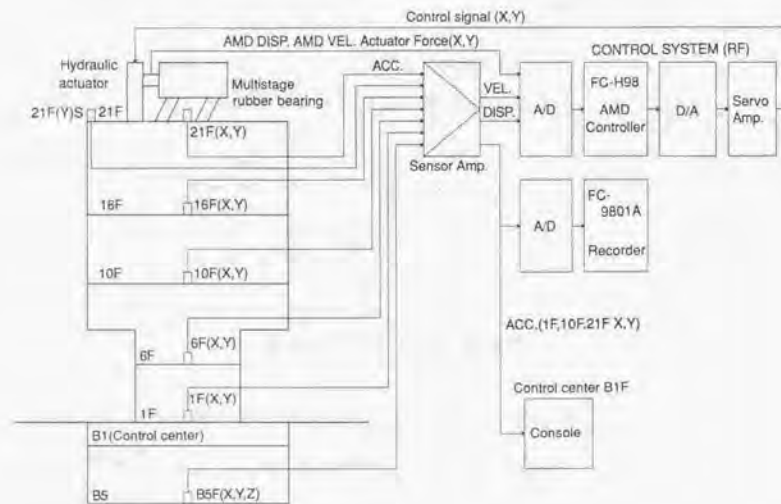 Control signal (X,Y)
AMD DISP. AMD VEL. Actuator Force(X,Y)
CONTROL SYSTEM (RF)
Hydraulic
actuator
Multistage
rubber bearing
ACC.
VEL.
DISP.
A/D
FC-H98
AMD
Controller
D/A
Servo
Amp.
21F(Y)S
21F
21F(X,Y)
Sensor Amp.
16F
16F(X,Y)
A/D
FC-
9801A
Recorder
10F
10F(X,Y)
ACC.(1F,10F.21F X,Y)
6F
6F(X,Y)
1F
1F(X,Y)
Control center B1F
Console
B1(Control center)
B5
B5F(X,Y,Z)